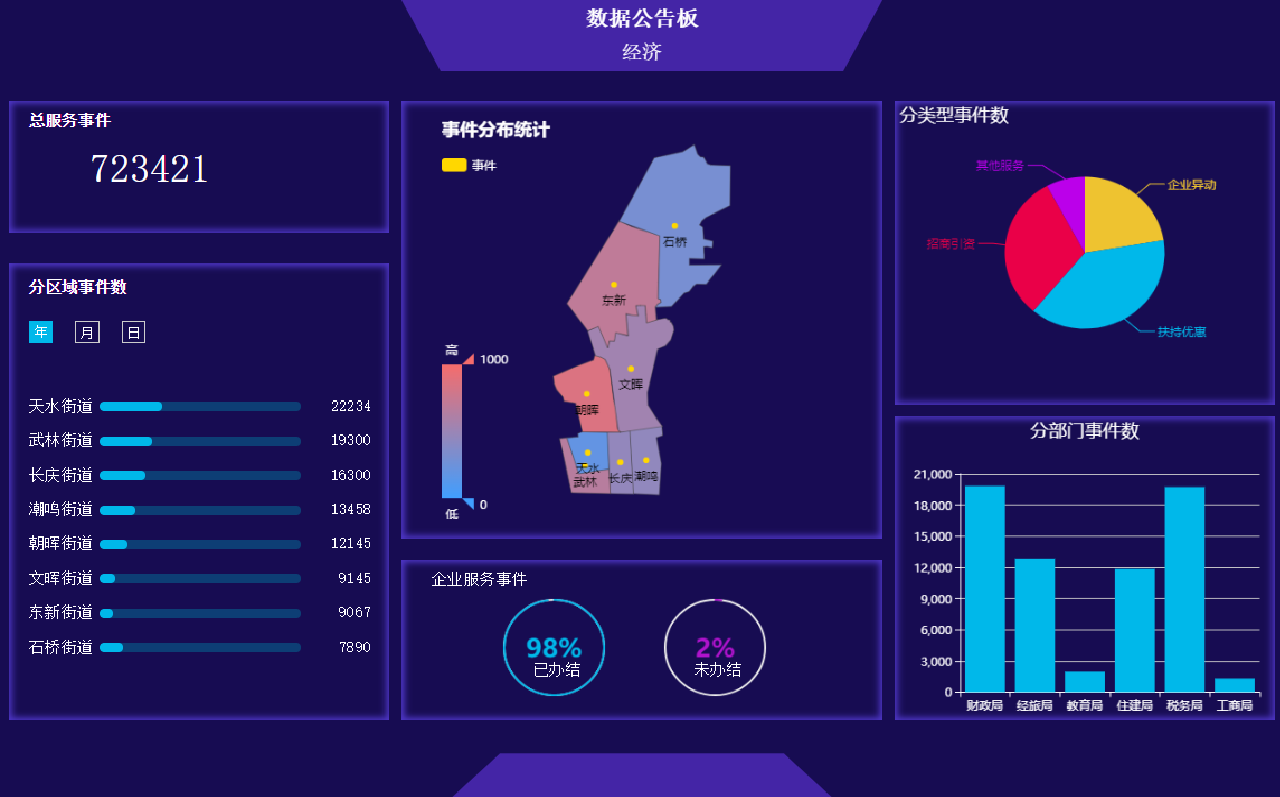 数据公告板
经济
总服务事件
723421
分区域事件数
年 月 日
天水街道 22234
武林街道 19300
长庆街道 16300
潮鸣街道 13458
朝晖街道 12145
文晖街道 9145
东新街道 9067
石桥街道 7890
事件分布统计
事件
石桥
东新
文晖
朝晖
天水
武林
长庆
潮鸣
高
1000
0
低
企业服务事件
98%
已办结
2%
未办结
分类型事件数
其他服务
企业异动
招商引资
扶持优惠
分部门事件数
21,000
18,000
15,000
12,000
9,000
6,000
3,000
0
财政局 经旅局 教育局 住建局 税务局 工商局